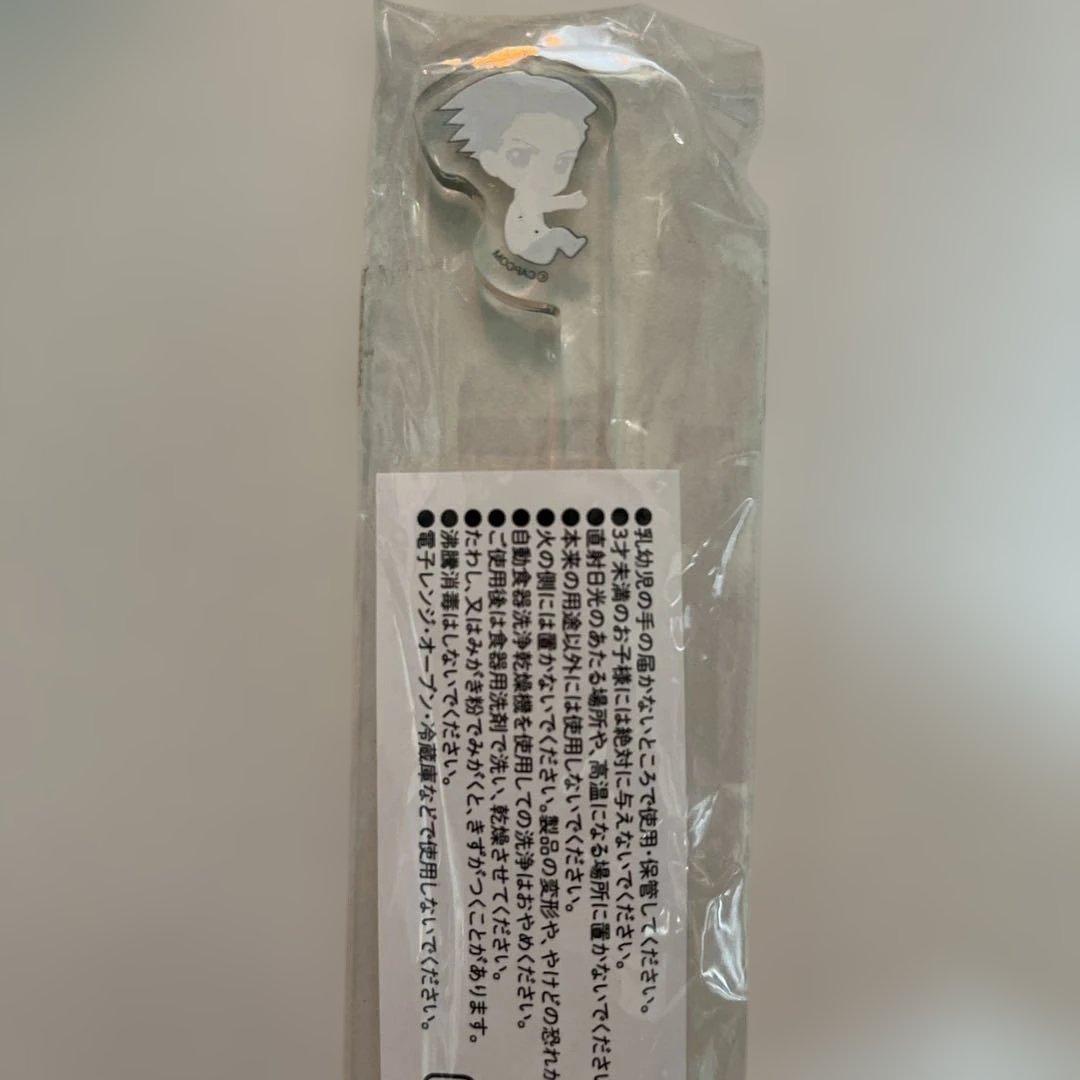 © CAPCOM
●乳幼児の手の届かないところで使用・保管してください。
●3才未満のお子様には絶対に与えないでください。
●直射日光のあたる場所や、高温になる場所に置かないでください
●本来の用途以外には使用しないでください。
●火の側には置かないでください。製品の変形や、やけどの恐れが
●自動食器洗浄乾燥機を使用しての洗浄はおやめください。
●ご使用後は食器用洗剤で洗い、乾燥させてください。
●たわし、又はみがき粉でみがくと、きずがつくことがあります。
●沸騰消毒はしないでください。
●電子レンジ・オーブン・冷蔵庫などで使用しないでください。